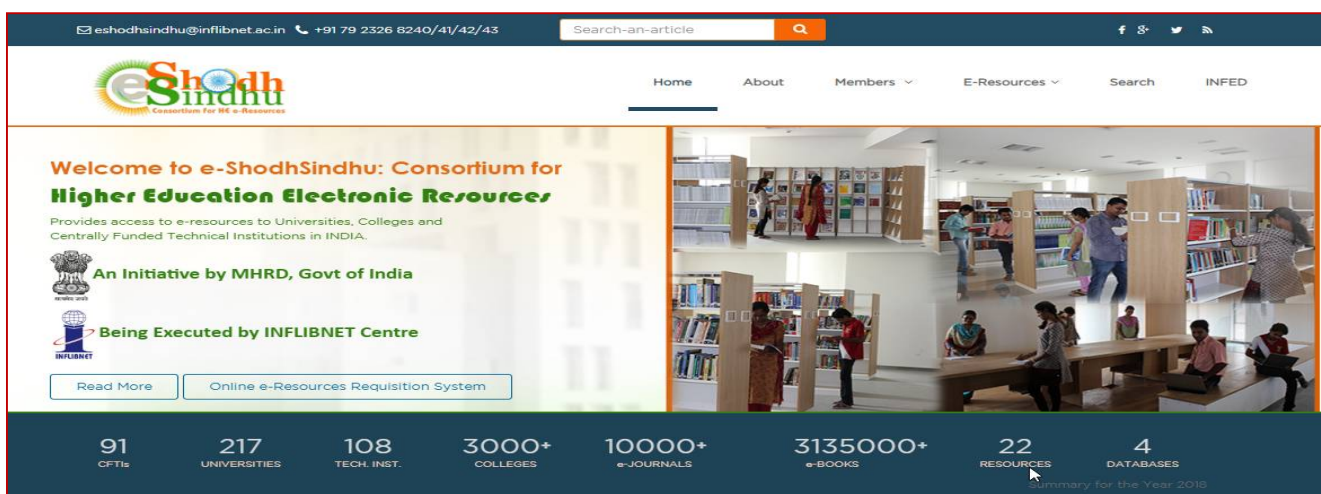 eshodhsindhu@inflibnet.ac.in +91 79 2326 8240/41/42/43 Search-an-article
eShodh
Sindhu
Consortium For HE e-Resources
Home About Members E-Resources Search INFED
Welcome to e-ShodhSindhu: Consortium for
Higher Education Electronic Resources
Provides access to e-resources to Universities, Colleges and
Centrally Funded Technical Institutions in INDIA.
An Initiative by MHRD, Govt of India
सत्यमेव जयते
Being Executed by INFLIBNET Centre
INFLIBNET
Read More Online e-Resources Requisition System
91 217 108 3000+ 10000+ 3135000+ 22 4
CFTIs UNIVERSITIES TECH. INST. COLLEGES e-JOURNALS e-BOOKS RESOURCES DATABASES
Summary for the Year 2018